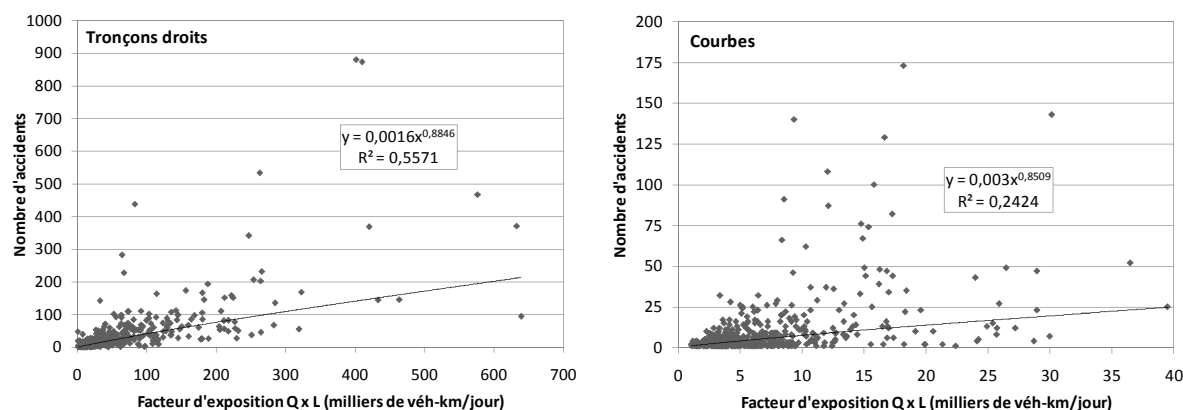 Tronçons droits
Nombre d'accidents
1000
900
800
700
600
500
400
300
200
100
0
y = 0,0016x^0,8846
R² = 0,5571
0 100 200 300 400 500 600 700
Facteur d'exposition Q x L (milliers de véh-km/jour)
Courbes
Nombre d'accidents
200
175
150
125
100
75
50
25
0
y = 0,003x^0,8509
R² = 0,2424
0 5 10 15 20 25 30 35 40
Facteur d'exposition Q x L (milliers de véh-km/jour)